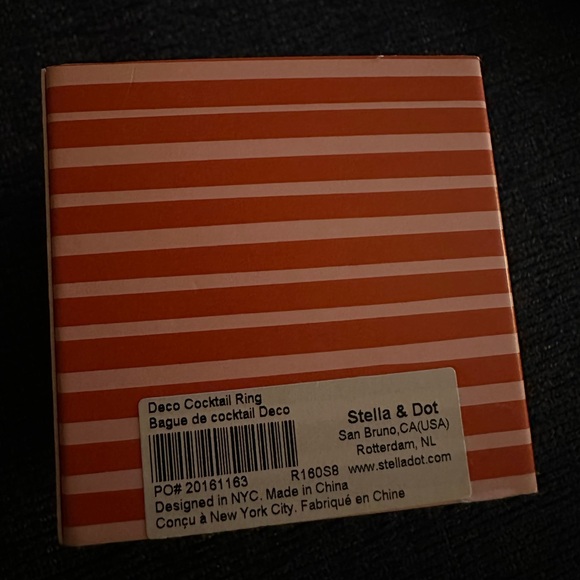 Deco Cocktail Ring
Bague de cocktail Deco
PO# 20161163
R160S8
Designed in NYC. Made in China
Conçu à New York City. Fabriqué en Chine
Stella & Dot
San Bruno,CA(USA)
Rotterdam, NL
www.stelladot.com